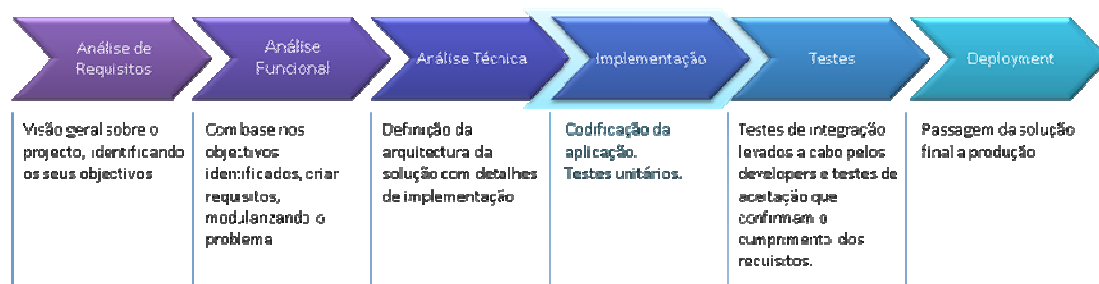 Análise de
Requisitos
Análise
Funcional
Análise Técnica
Implementação
Testes
Deployment
Visão geral sobre o
projecto, identificando
os seus objectivos
Com base nos
objectivos
identificados, criar
requisitos,
modularizando o
problema
Definição da
arquitectura da
solução com detalhes
de implementação
Codificação da
aplicação.
Testes unitários.
Testes de integração
levados a cabo pelos
developers e testes de
aceitação que
confirmam o
cumprimento dos
requisitos.
Passagem da solução
final a produção